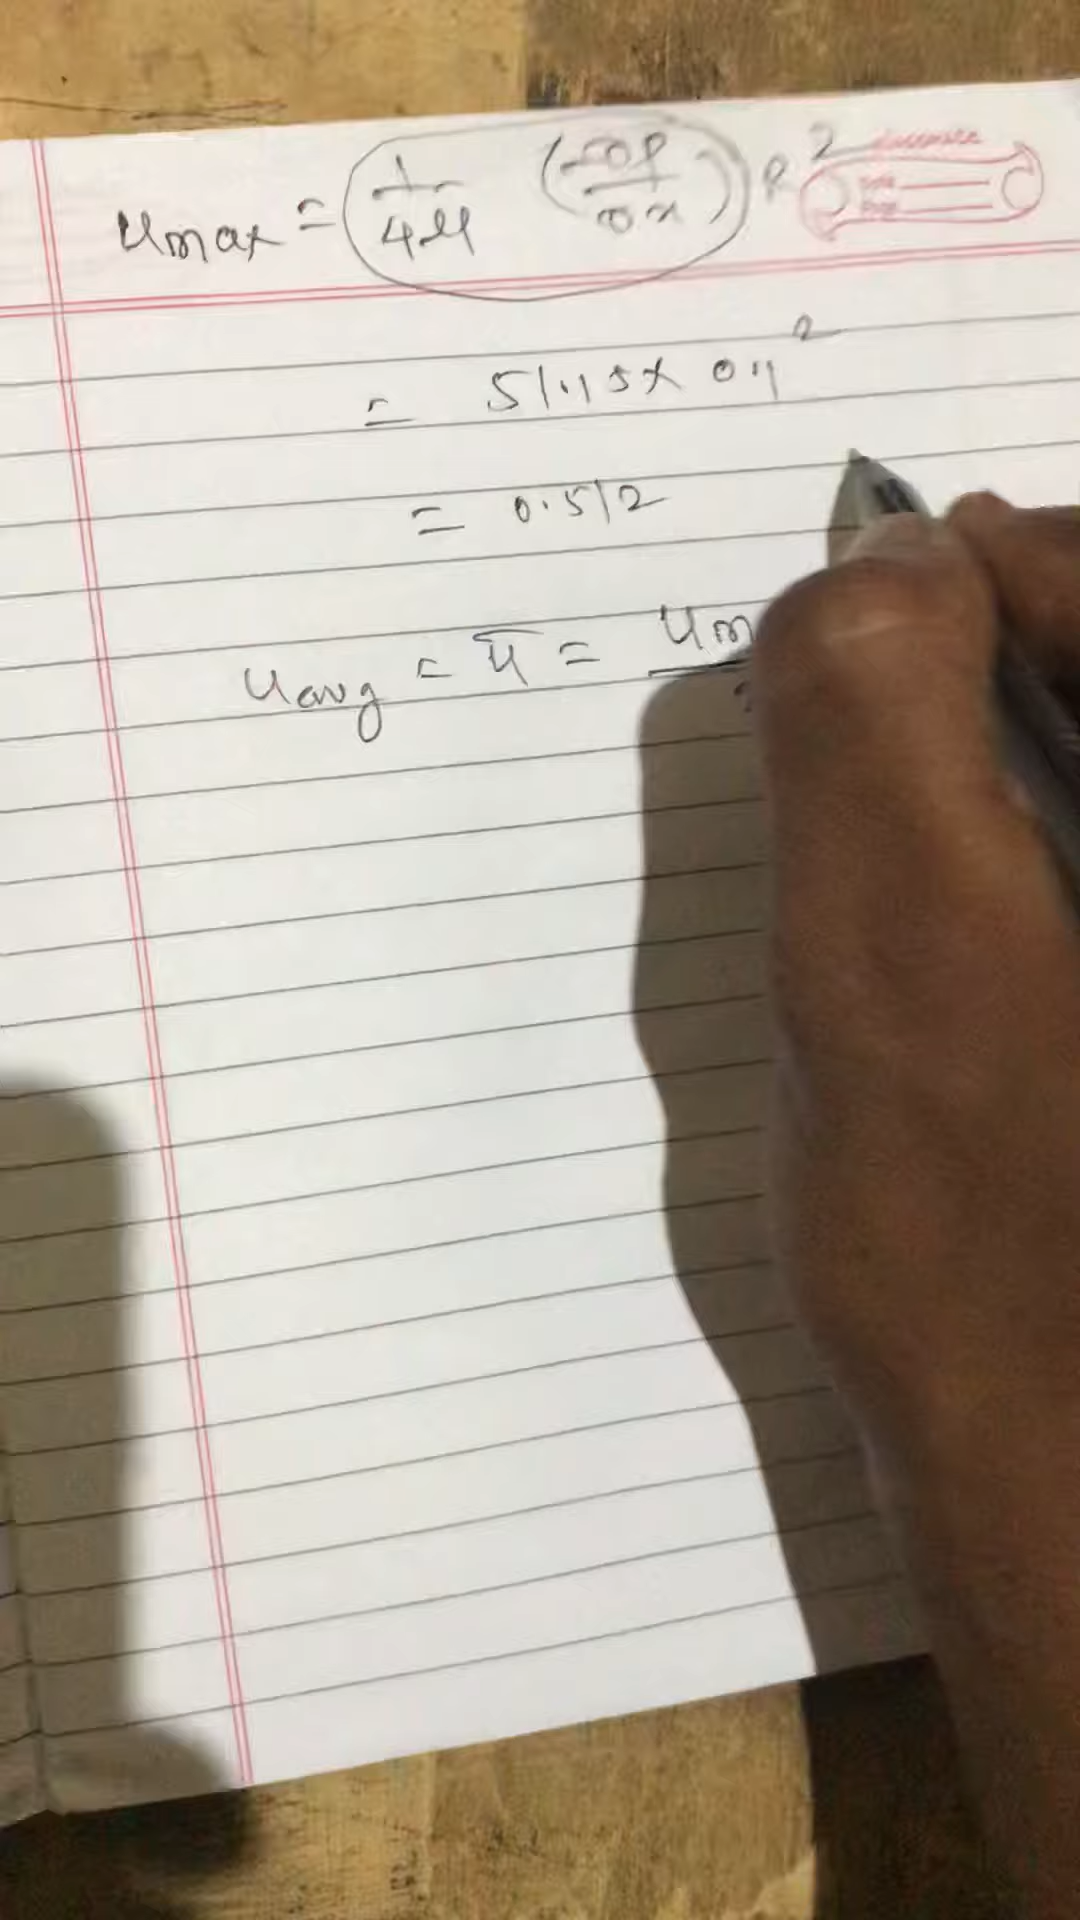 umax = 1/4μ (-∂p/∂x) R²
= 51.15 x 0.1²
= 0.512
uavg = ū = um